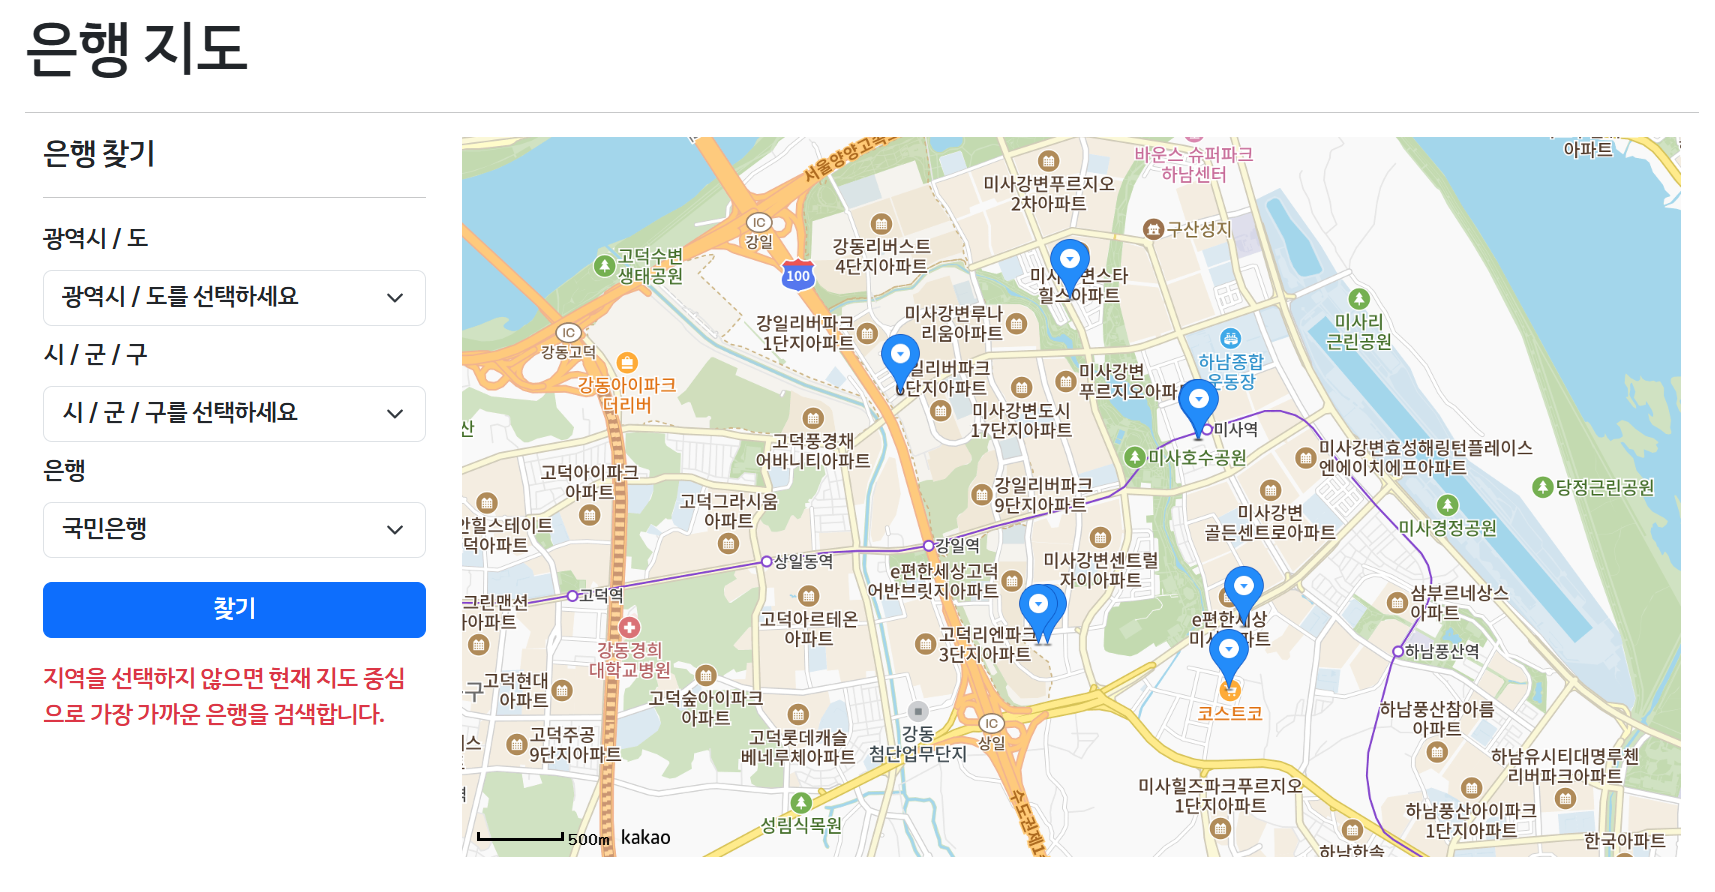 은행 지도
은행 찾기
광역시 / 도
광역시 / 도를 선택하세요
시 / 군 / 구
시 / 군 / 구를 선택하세요
은행
국민은행
찾기
지역을 선택하지 않으면 현재 지도 중심
으로 가장 가까운 은행을 검색합니다.
서울양양고속
아파트
바운스 슈퍼파크
하남센터
미사강변푸르지오
2차아파트
구산성지
IC
강일
강동리버스트
4단지아파트
고덕수변
생태공원
100
힐스아파트
미사리
근린공원
강일리버파크
1단지아파트
미사강변루나
리움아파트
IC
강동고덕
하남종합
운동장
강동아이파크
더리버
일리버파크
6단지아파트
미사강변
푸르지오아파
미사강변도시
17단지아파트
산
고덕풍경채
어바니티아파트
미사역
미사호수공원
미사강변효성해링턴플레이스
엔에이치에프아파트
고덕아이파크
아파트
강일리버파크
9단지아파트
당정근린공원
고덕그라시움
아파트
미사강변
골든센트로아파트
미사경정공원
안힐스테이트
덕아파트
강일역
상일동역
미사강변센트럴
자이아파트
e편한세상고덕
어반브릿지아파트
고덕역
그린맨션
아파트
고덕아르테온
아파트
삼부르네상스
아파트
e편한세상
강동경희
대학교병원
고덕리엔파크
3단지아파트
하남풍산역
구
고덕현대
아파트
고덕숲아이파크
아파트
코스트코
하남풍산참아름
아파트
IC
상일
강동
첨단업무단지
고덕주공
9단지아파트
고덕롯데캐슬
베네루체아파트
하남유시티대명루첸
리버파크아파트
미사힐즈파크푸르지오
1단지아파트
하남풍산아이파크
1단지아파트
성림식목원
수도권제1
한국아파트
하남한솔
500m kakao